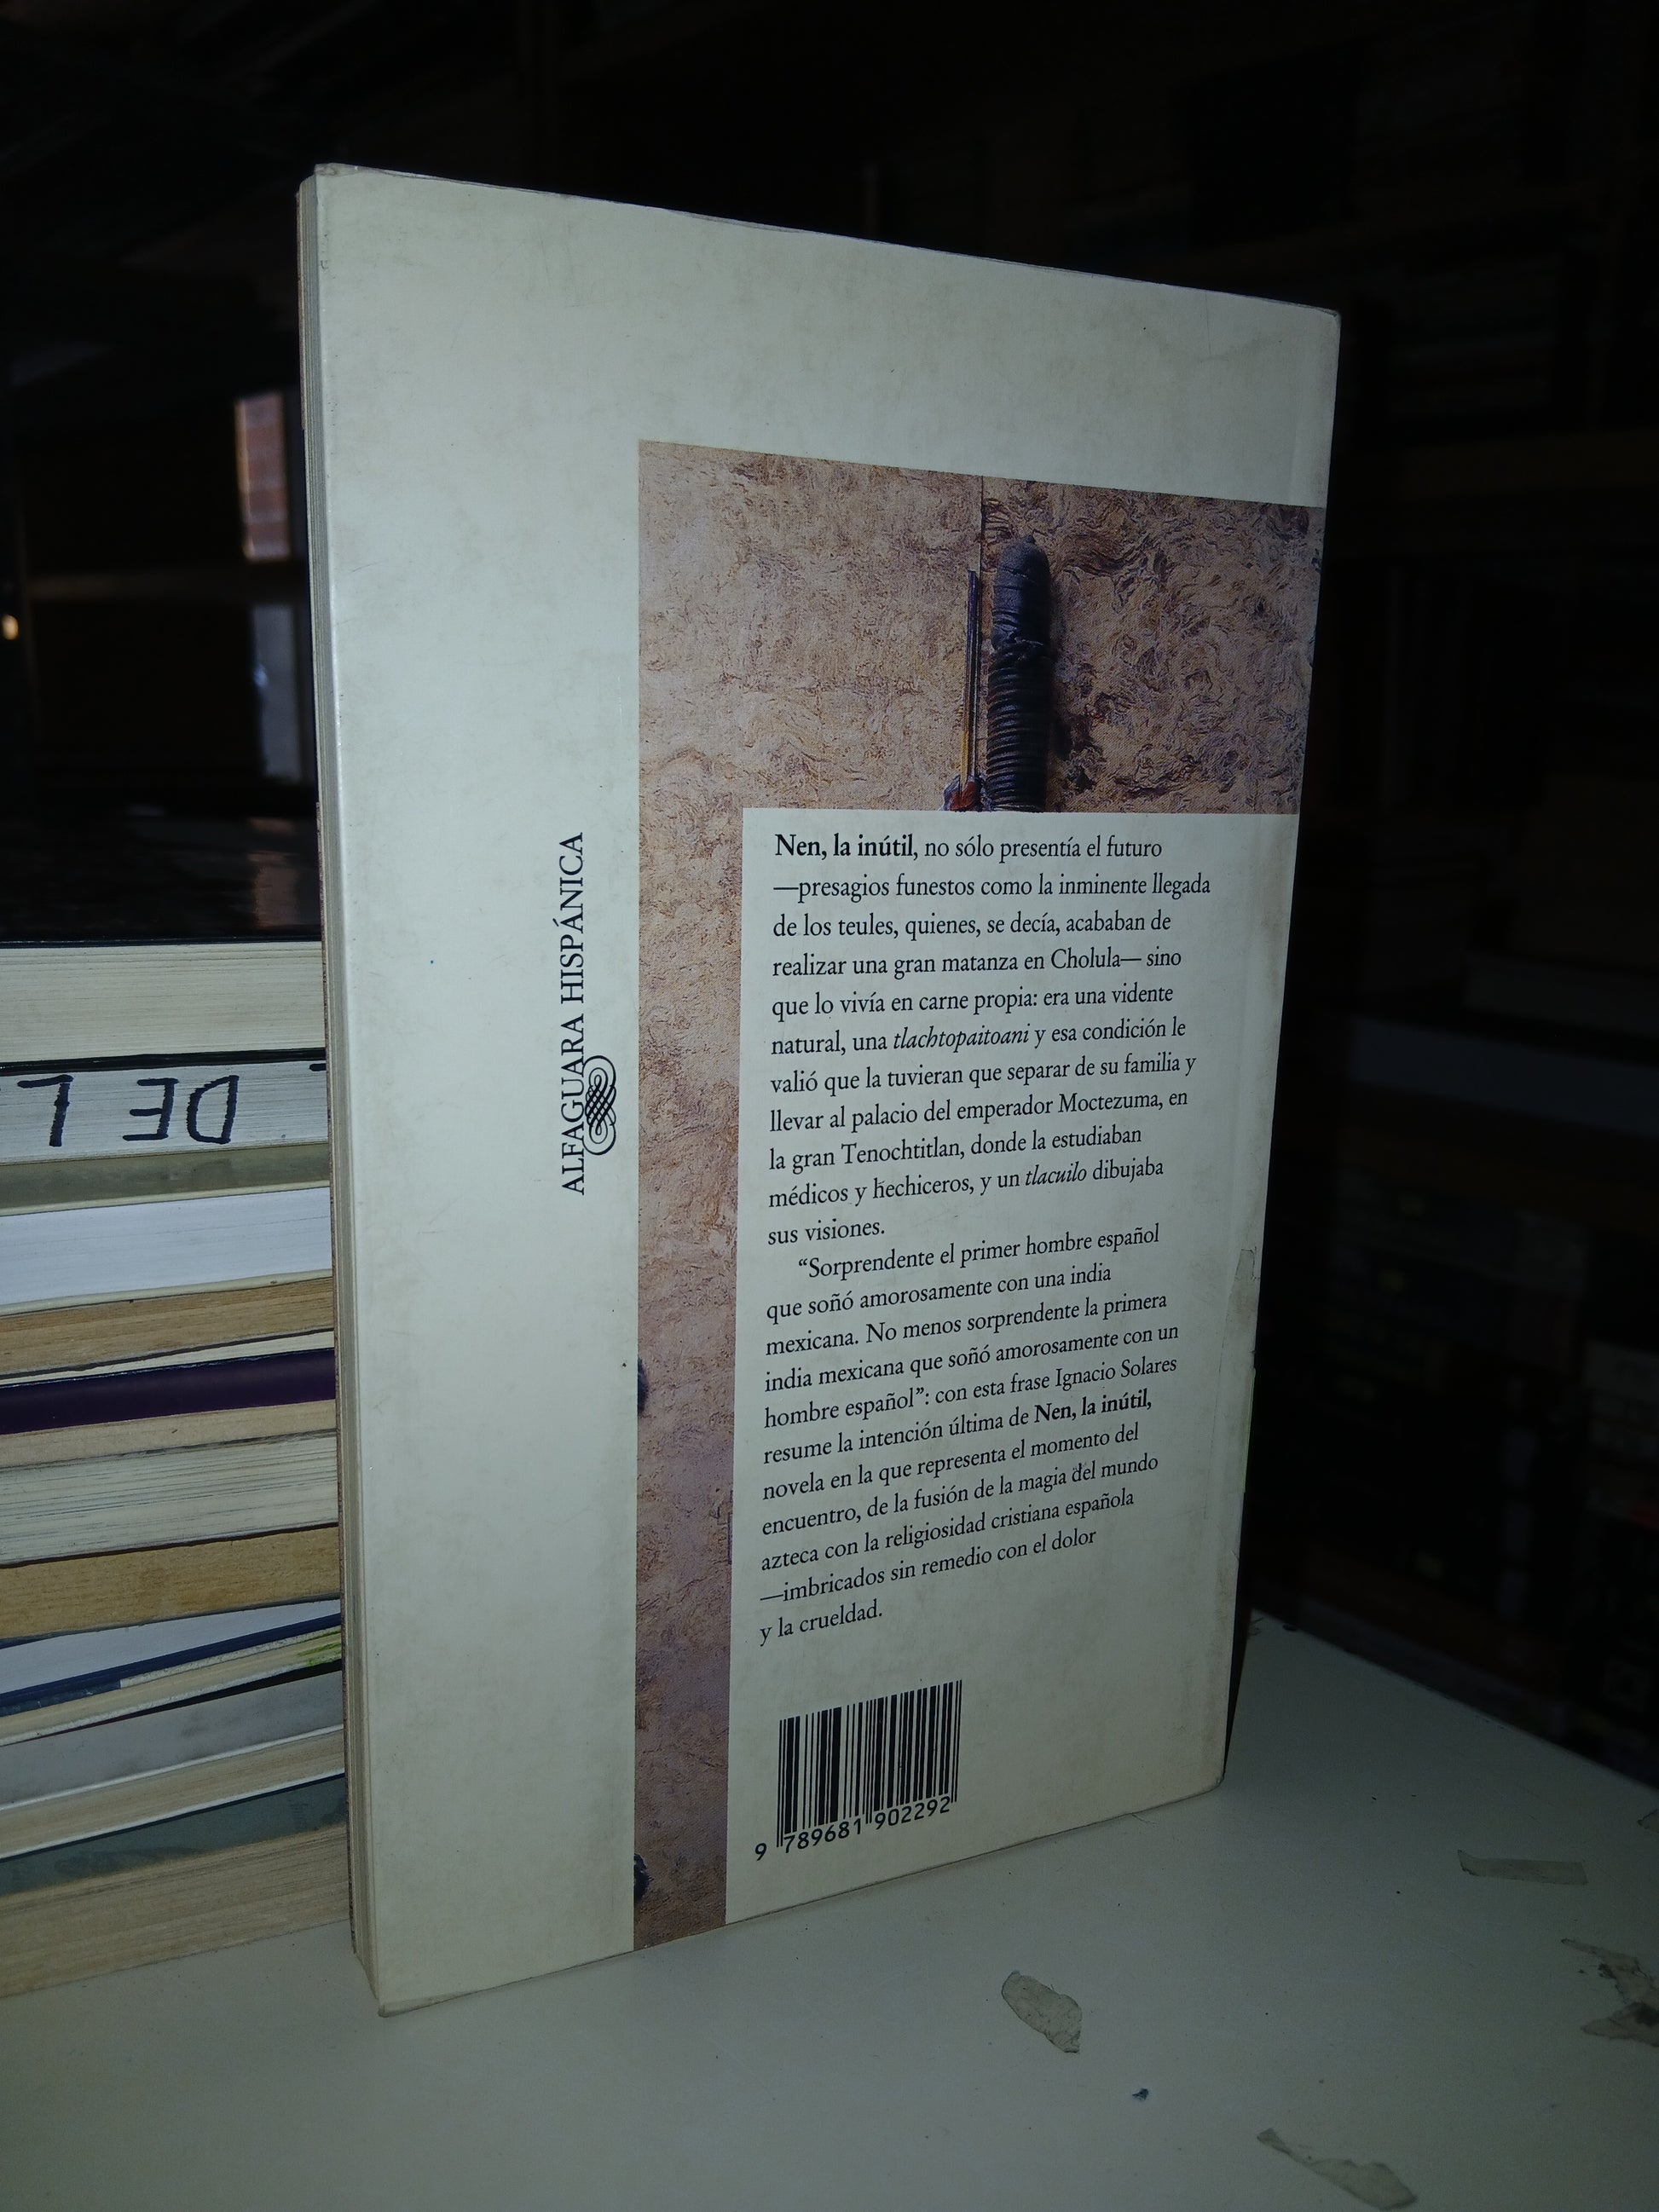 ALFAGUARA HISPÁNICA
Nen, la inútil, no sólo presentía el futuro
—presagios funestos como la inminente llegada
de los teules, quienes, se decía, acababan de
realizar una gran matanza en Cholula— sino
que lo vivía en carne propia: era una vidente
natural, una tlachtopaitoani y esa condición le
valió que la tuvieran que separar de su familia y
llevar al palacio del emperador Moctezuma, en
la gran Tenochtitlan, donde la estudiaban
médicos y hechiceros, y un tlacuilo dibujaba
sus visiones.
“Sorprendente el primer hombre español
que soñó amorosamente con una india
mexicana. No menos sorprendente la primera
india mexicana que soñó amorosamente con un
hombre español”: con esta frase Ignacio Solares
resume la intención última de Nen, la inútil,
novela en la que representa el momento del
encuentro, de la fusión de la magia del mundo
azteca con la religiosidad cristiana española
—imbricados sin remedio con el dolor
y la crueldad.
9 789681 902292
DE L